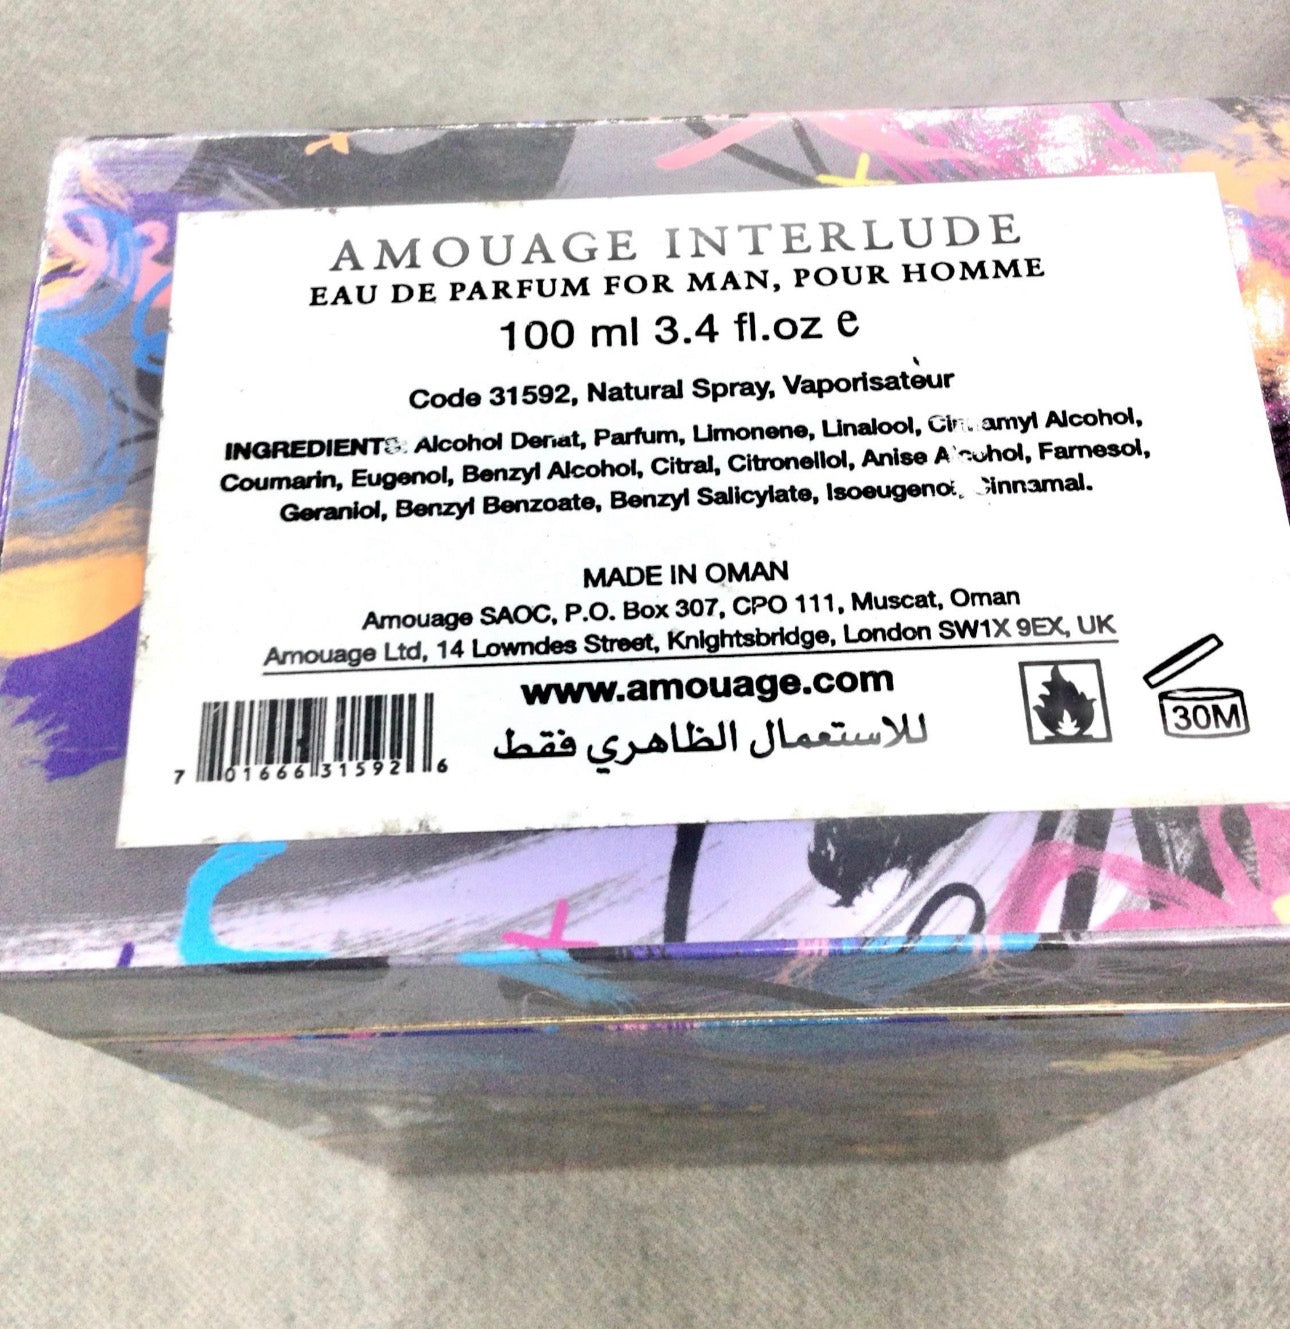 AMOUAGE INTERLUDE
EAU DE PARFUM FOR MAN, POUR HOMME
100 ml 3.4 fl.oz e
Code 31592, Natural Spray, Vaporisateur
INGREDIENTS: Alcohol Denat, Parfum, Limonene, Linalool, Cinnamyl Alcohol,
Coumarin, Eugenol, Benzyl Alcohol, Citral, Citronellol, Anise Alcohol, Farnesol,
Geraniol, Benzyl Benzoate, Benzyl Salicylate, Isoeugenol, Cinnamal.
MADE IN OMAN
Amouage SAOC, P.O. Box 307, CPO 111, Muscat, Oman
Amouage Ltd, 14 Lowndes Street, Knightsbridge, London SW1X 9EX, UK
www.amouage.com
للاستعمال الظاهري فقط
30M
7 01666 31592 6